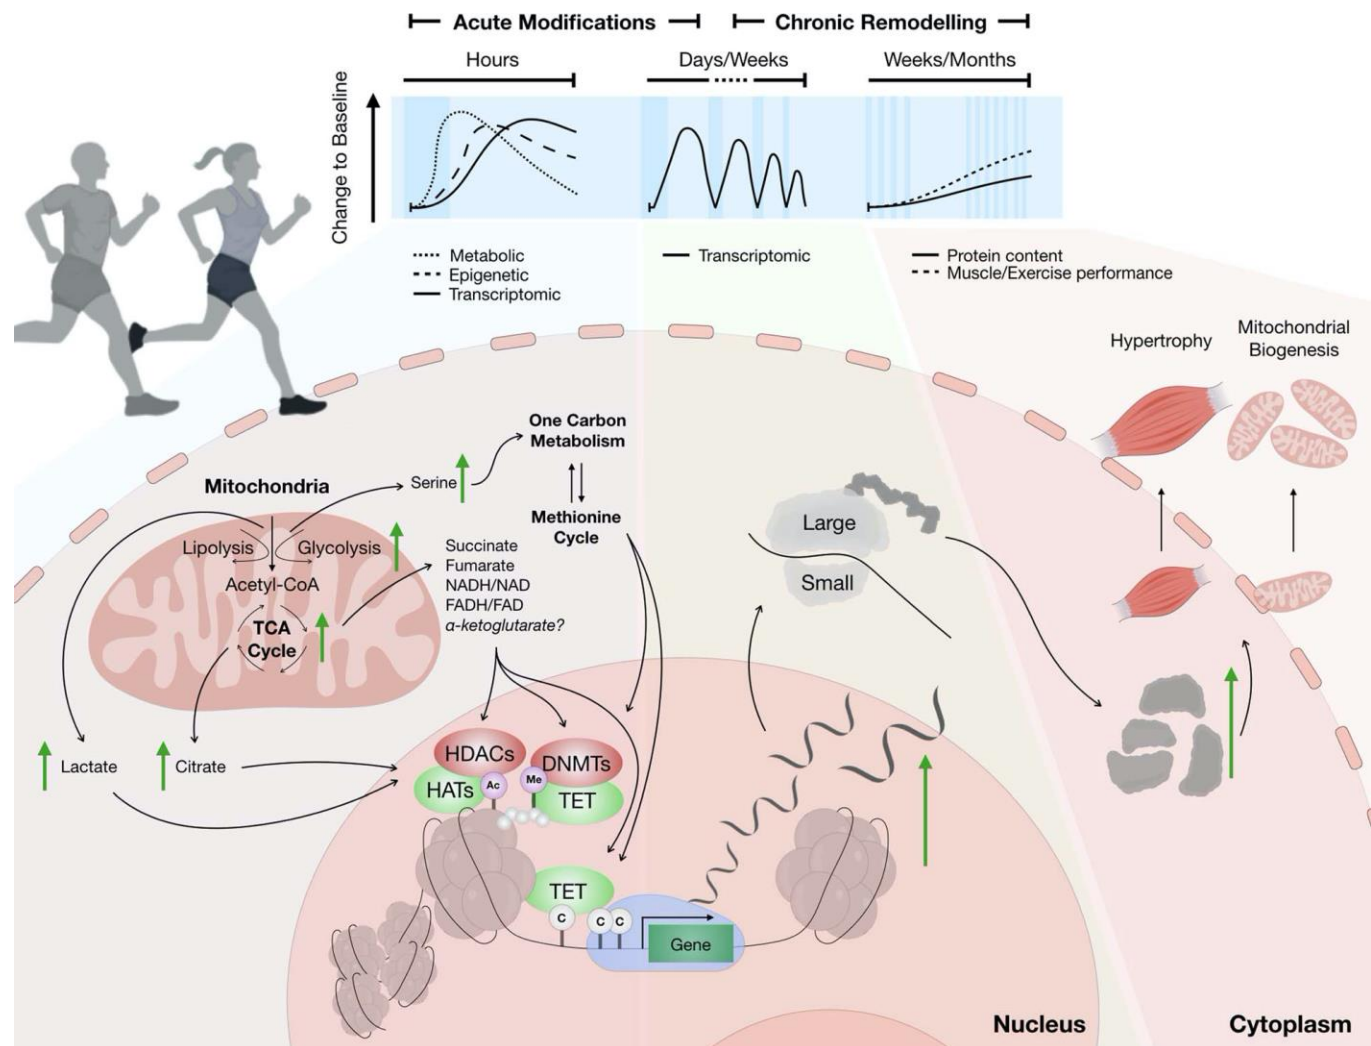 Acute Modifications
Chronic Remodelling
Hours
Days/Weeks
Weeks/Months
Change to Baseline
Metabolic
Epigenetic
Transcriptomic
Transcriptomic
Protein content
Muscle/Exercise performance
Hypertrophy
Mitochondrial
Biogenesis
One Carbon
Metabolism
Serine
Methionine
Cycle
Mitochondria
Lipolysis
Glycolysis
Acetyl-CoA
TCA
Cycle
Succinate
Fumarate
NADH/NAD
FADH/FAD
α-ketoglutarate?
Large
Small
Lactate
Citrate
HDACs
HATs
Ac
Me
DNMTs
TET
TET
C
C
C
Gene
Nucleus
Cytoplasm